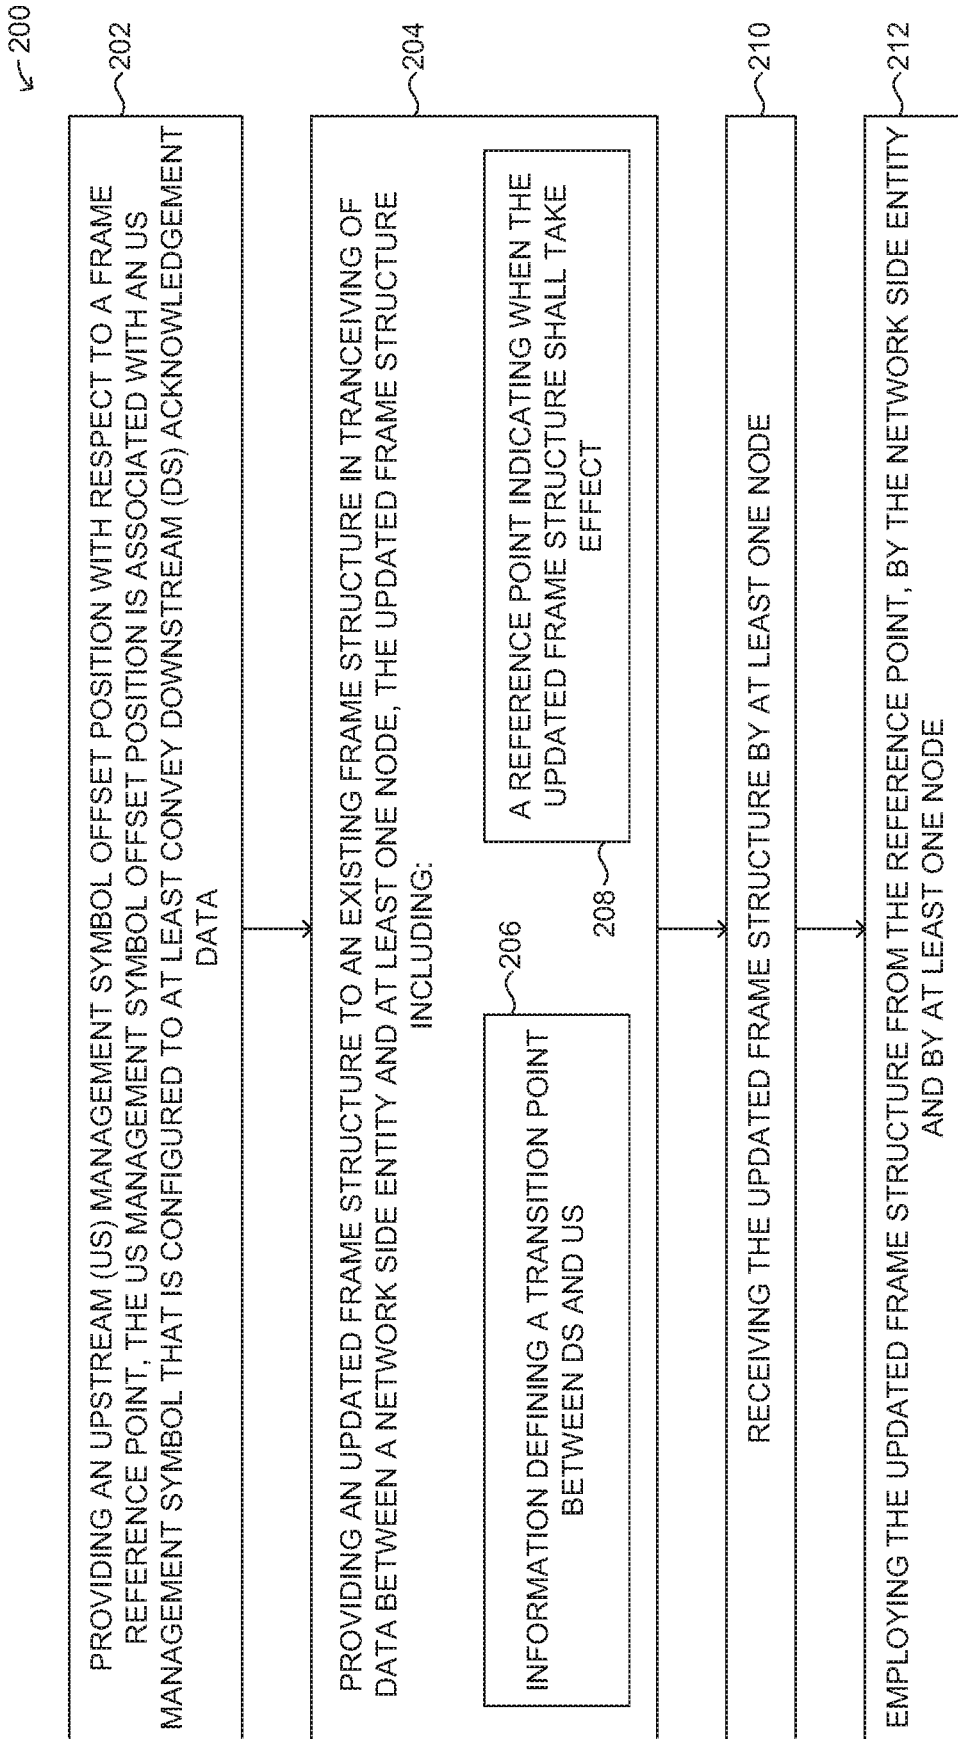 200
PROVIDING AN UPSTREAM (US) MANAGEMENT SYMBOL OFFSET POSITION WITH RESPECT TO A FRAME
REFERENCE POINT, THE US MANAGEMENT SYMBOL OFFSET POSITION IS ASSOCIATED WITH AN US
MANAGEMENT SYMBOL THAT IS CONFIGURED TO AT LEAST CONVEY DOWNSTREAM (DS) ACKNOWLEDGEMENT
DATA
202
PROVIDING AN UPDATED FRAME STRUCTURE TO AN EXISTING FRAME STRUCTURE IN TRANCEIVING OF
DATA BETWEEN A NETWORK SIDE ENTITY AND AT LEAST ONE NODE, THE UPDATED FRAME STRUCTURE
INCLUDING:
204
INFORMATION DEFINING A TRANSITION POINT
BETWEEN DS AND US
206
A REFERENCE POINT INDICATING WHEN THE
UPDATED FRAME STRUCTURE SHALL TAKE
EFFECT
208
RECEIVING THE UPDATED FRAME STRUCTURE BY AT LEAST ONE NODE
210
EMPLOYING THE UPDATED FRAME STRUCTURE FROM THE REFERENCE POINT, BY THE NETWORK SIDE ENTITY
AND BY AT LEAST ONE NODE
212